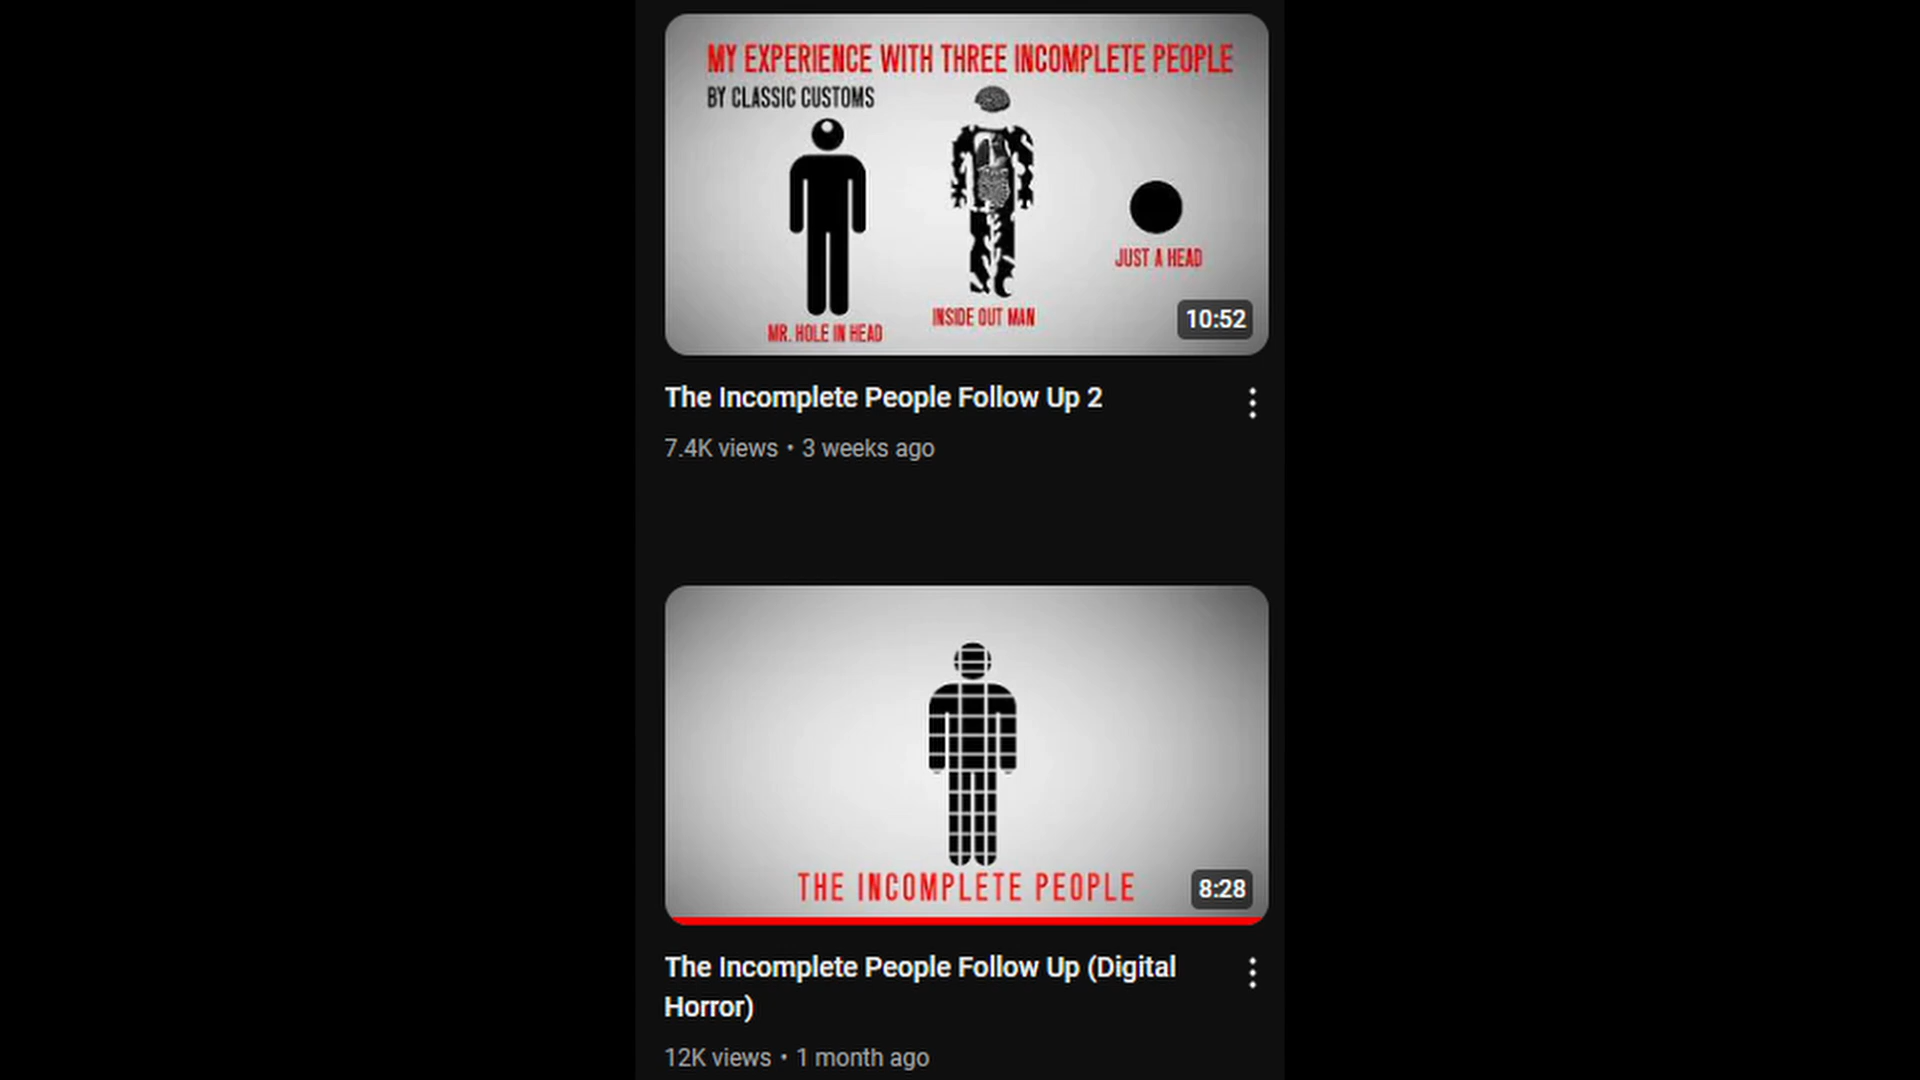 MY EXPERIENCE WITH THREE INCOMPLETE PEOPLE
BY CLASSIC CUSTOMS
JUST A HEAD
INSIDE OUT MAN
MR. HOLE IN HEAD
10:52
The Incomplete People Follow Up 2
7.4K views • 3 weeks ago
THE INCOMPLETE PEOPLE
8:28
The Incomplete People Follow Up (Digital
Horror)
12K views • 1 month ago